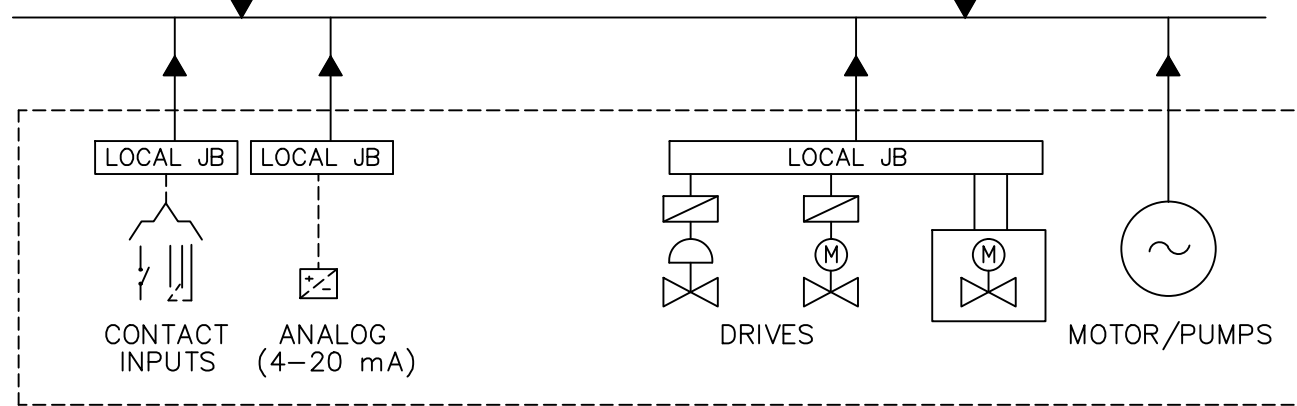 LOCAL JB
LOCAL JB
LOCAL JB
M
M
CONTACT
INPUTS
ANALOG
(4–20 mA)
DRIVES
MOTOR/PUMPS